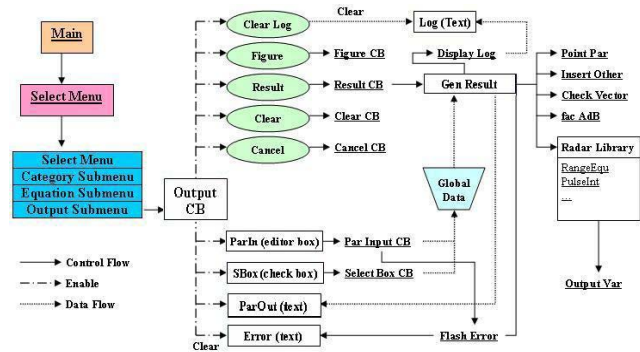 Clear
Main
Clear Log
Log (Text)
Figure
Figure CB
Display Log
Point Par
Select Menu
Result
Result CB
Gen Result
Insert Other
Check Vector
Clear
Clear CB
fac AdB
Cancel
Cancel CB
Radar Library
RangeEqu
PulseInt
...
Select Menu
Category Submenu
Equation Submenu
Output Submenu
Output
CB
Global
Data
ParIn (editor box)
Par Input CB
SBox (check box)
Select Box CB
Output Var
Control Flow
Enable
Data Flow
ParOut (text)
Error (text)
Flash Error
Clear